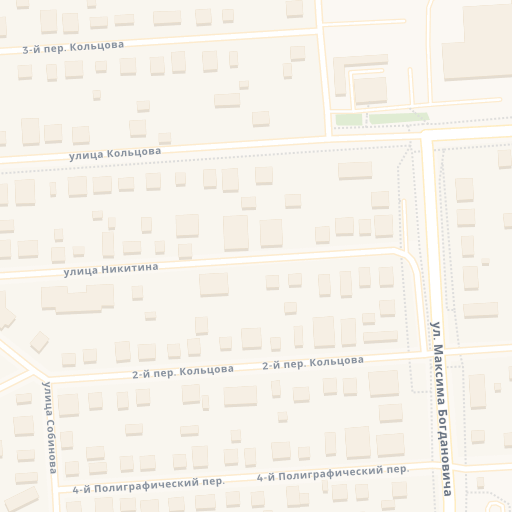 3-й пер. Кольцова
улица Кольцова
улица Никитина
2-й пер. Кольцова
2-й пер. Кольцова
ул. Максима Богдановича
улица Собинова
4-й Полиграфический пер.
4-й Полиграфический пер.